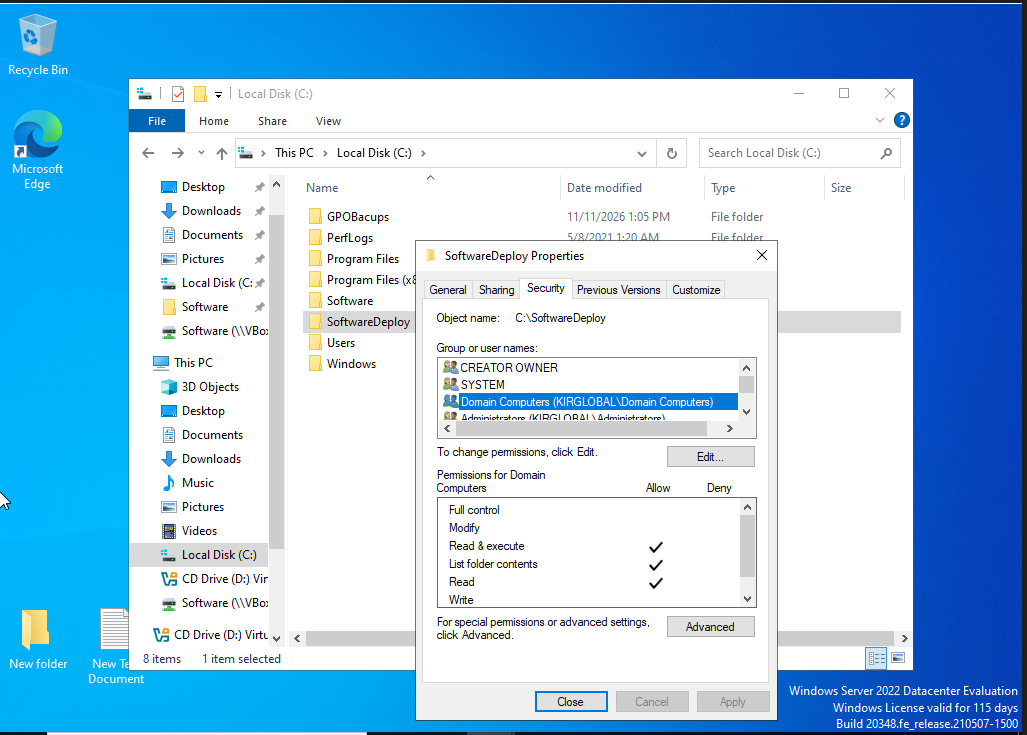 Recycle Bin
Microsoft
Edge
New folder
New Te
Document
Local Disk (C:)
File
Home
Share
View
This PC
Local Disk (C:)
Search Local Disk (C:)
Desktop
Downloads
Documents
Pictures
Local Disk (C:
Software
Software (\\VBox
This PC
3D Objects
Desktop
Documents
Downloads
Music
Pictures
Videos
Local Disk (C:)
CD Drive (D:) Vir
Software (\\VBox
CD Drive (D:) Virtu
Name
Date modified
Type
Size
GPOBacups
11/11/2026 1:05 PM
File folder
PerfLogs
5/8/2021 1:20 AM
File folder
Program Files
Program Files (x8
Software
SoftwareDeploy
Users
Windows
8 items
1 item selected
SoftwareDeploy Properties
General
Sharing
Security
Previous Versions
Customize
Object name:
C:\SoftwareDeploy
Group or user names:
CREATOR OWNER
SYSTEM
Domain Computers (KIRGLOBAL\Domain Computers)
Administrators (KIRGLOBAL\Administrators)
To change permissions, click Edit.
Edit...
Permissions for Domain
Computers
Allow
Deny
Full control
Modify
Read & execute
List folder contents
Read
Write
For special permissions or advanced settings,
click Advanced.
Advanced
Close
Cancel
Apply
Windows Server 2022 Datacenter Evaluation
Windows License valid for 115 days
Build 20348.fe_release.210507-1500